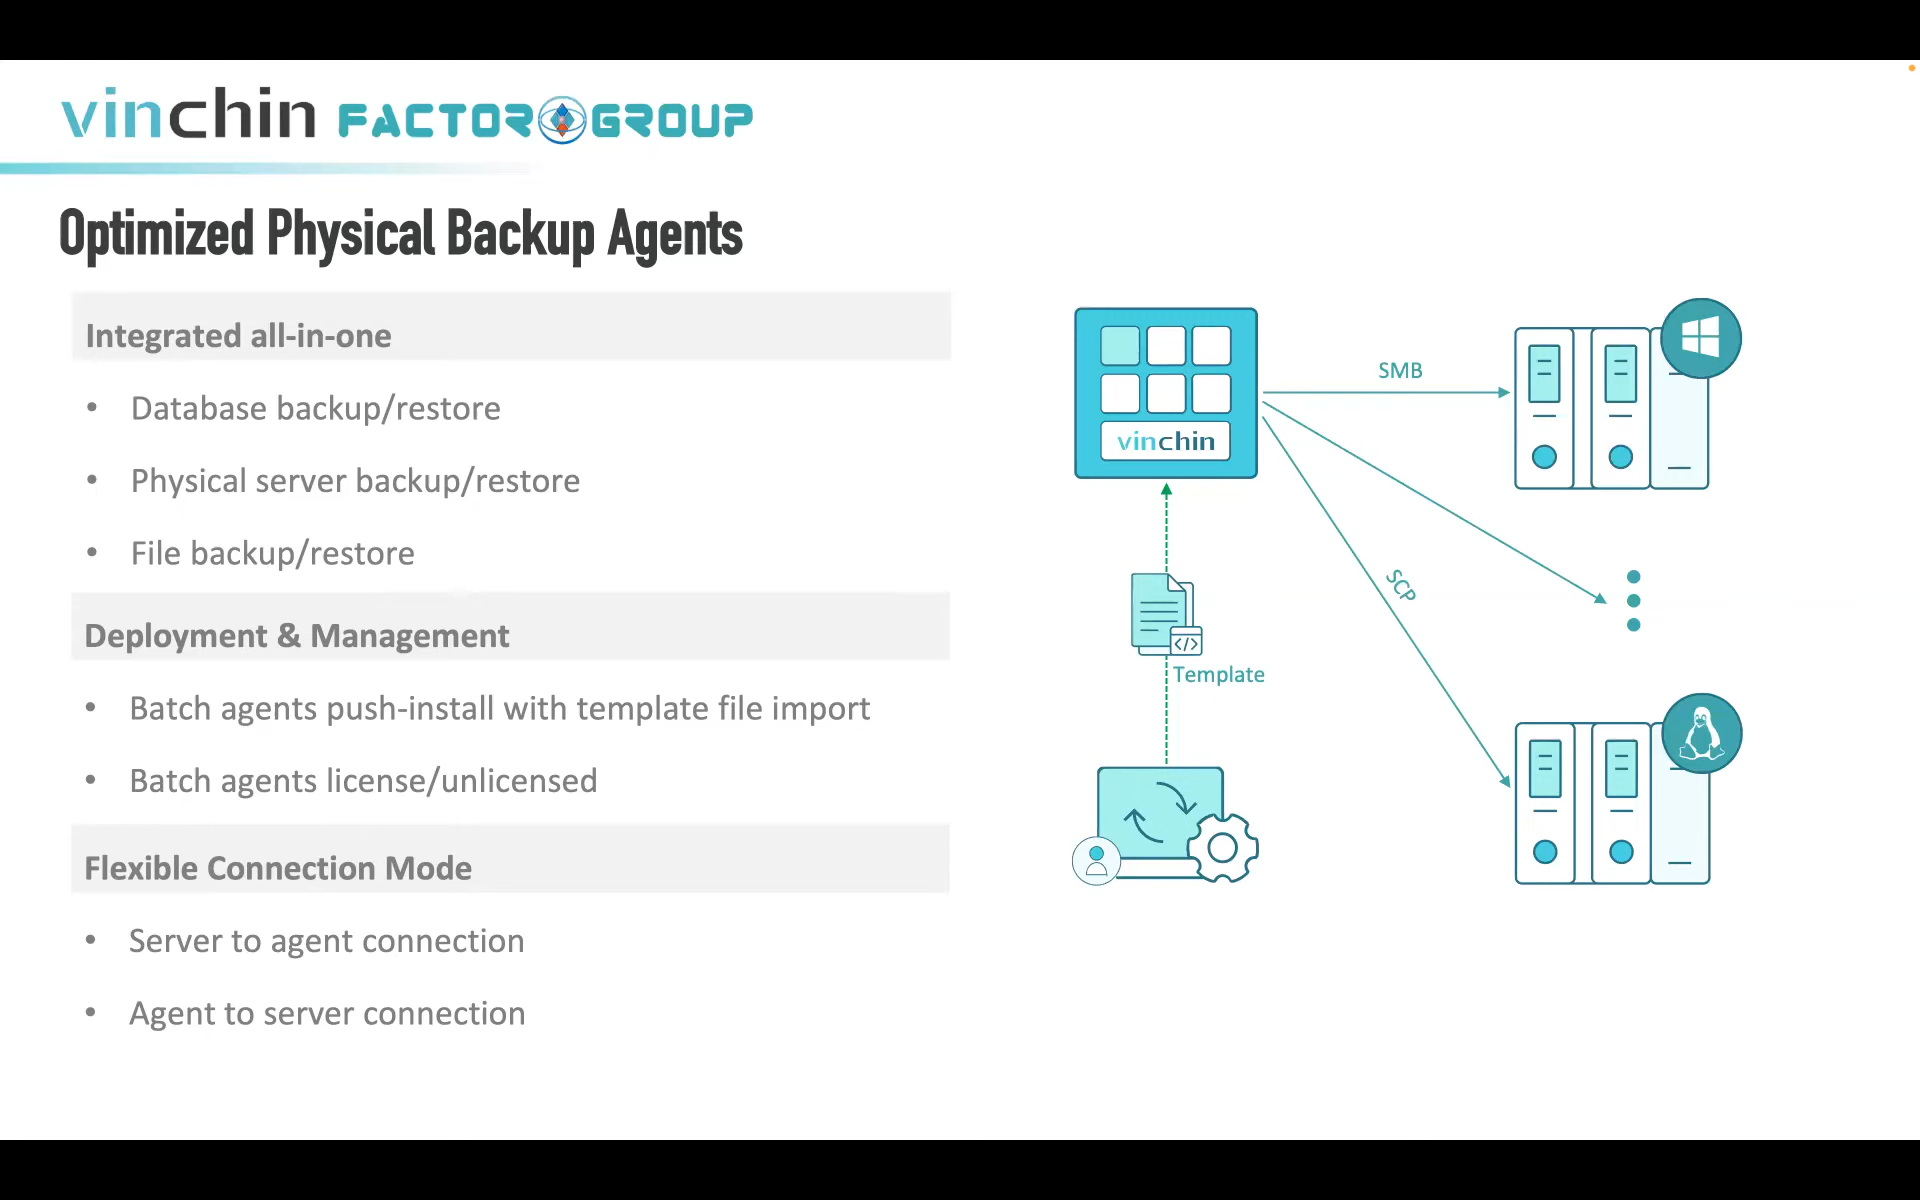 vinchin FACTOR GROUP
Optimized Physical Backup Agents
Integrated all-in-one
• Database backup/restore
• Physical server backup/restore
• File backup/restore
Deployment & Management
• Batch agents push-install with template file import
• Batch agents license/unlicensed
Flexible Connection Mode
• Server to agent connection
• Agent to server connection
vinchin
SMB
SCP
</>
Template